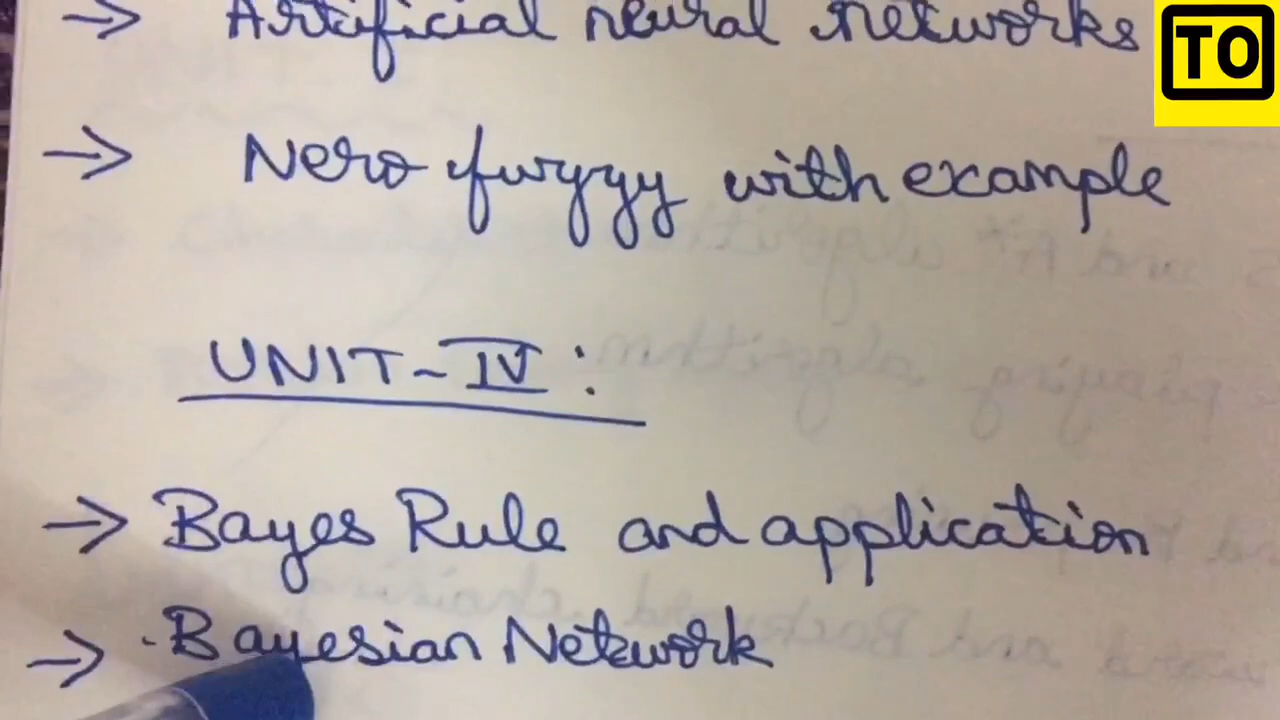 → Artificial neural networks
TO
→ Nero fuzzy with example
UNIT-IV:
→ Bayes Rule and application
→ Bayesian Network